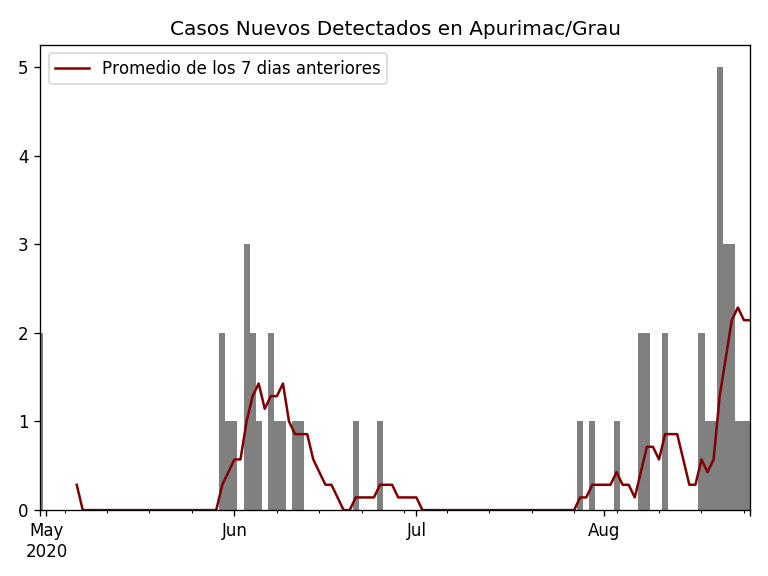 Casos Nuevos Detectados en Apurimac/Grau
Promedio de los 7 dias anteriores
5
4
3
2
1
0
May Jun Jul Aug
2020